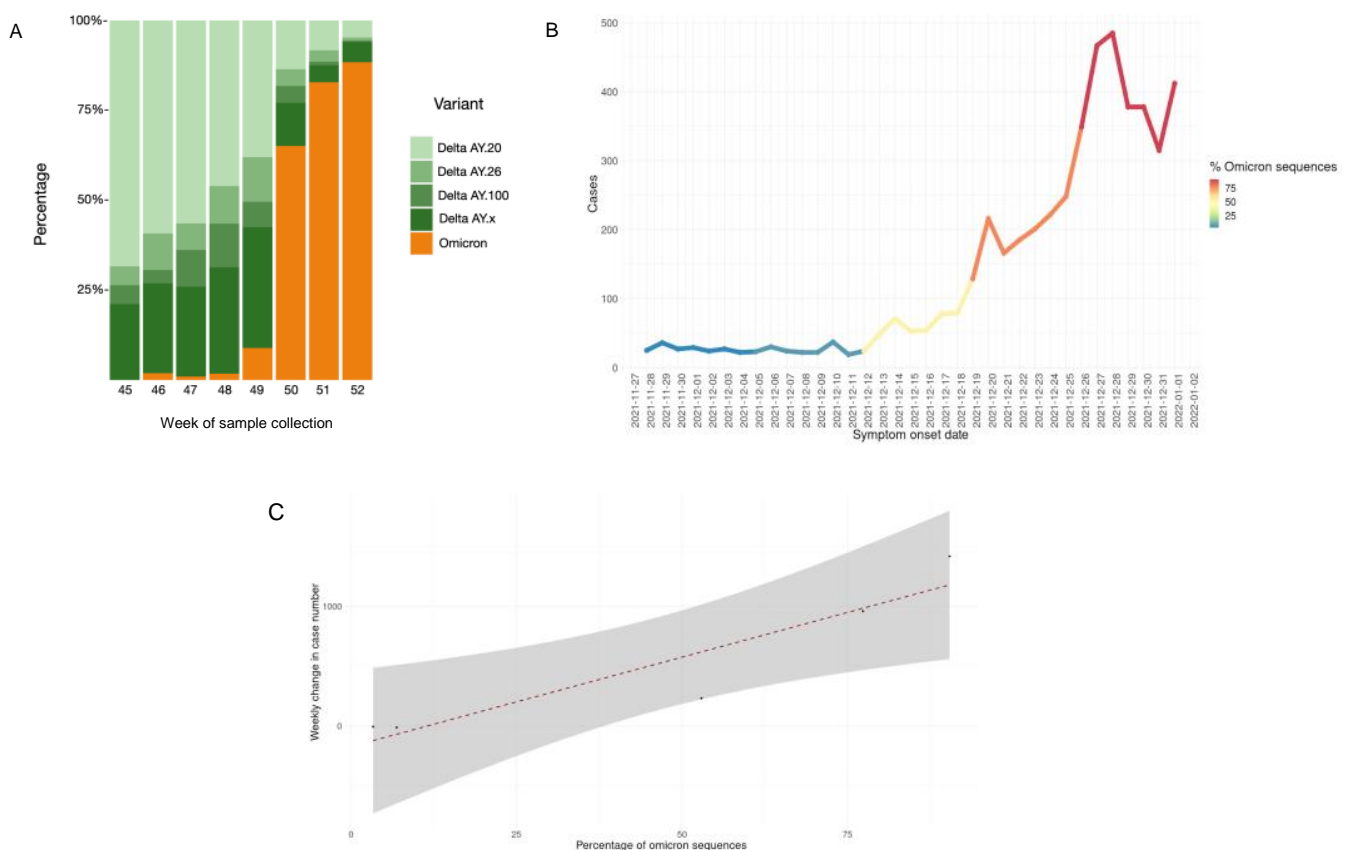 A
100%-
75%-
50%-
25%-
Percentage
45 46 47 48 49 50 51 52
Week of sample collection
Variant
Delta AY.20
Delta AY.26
Delta AY.100
Delta AY.x
Omicron
B
500
400
300
200
100
0
Cases
2021-11-27
2021-11-28
2021-11-29
2021-11-30
2021-12-01
2021-12-02
2021-12-03
2021-12-04
2021-12-05
2021-12-06
2021-12-07
2021-12-08
2021-12-09
2021-12-10
2021-12-11
2021-12-12
2021-12-13
2021-12-14
2021-12-15
2021-12-16
2021-12-17
2021-12-18
2021-12-19
2021-12-20
2021-12-21
2021-12-22
2021-12-23
2021-12-24
2021-12-25
2021-12-26
2021-12-27
2021-12-28
2021-12-29
2021-12-30
2021-12-31
2022-01-01
2022-01-02
Symptom onset date
% Omicron sequences
75
50
25
C
1000
0
Weekly change in case number
0 25 50 75
Percentage of omicron sequences